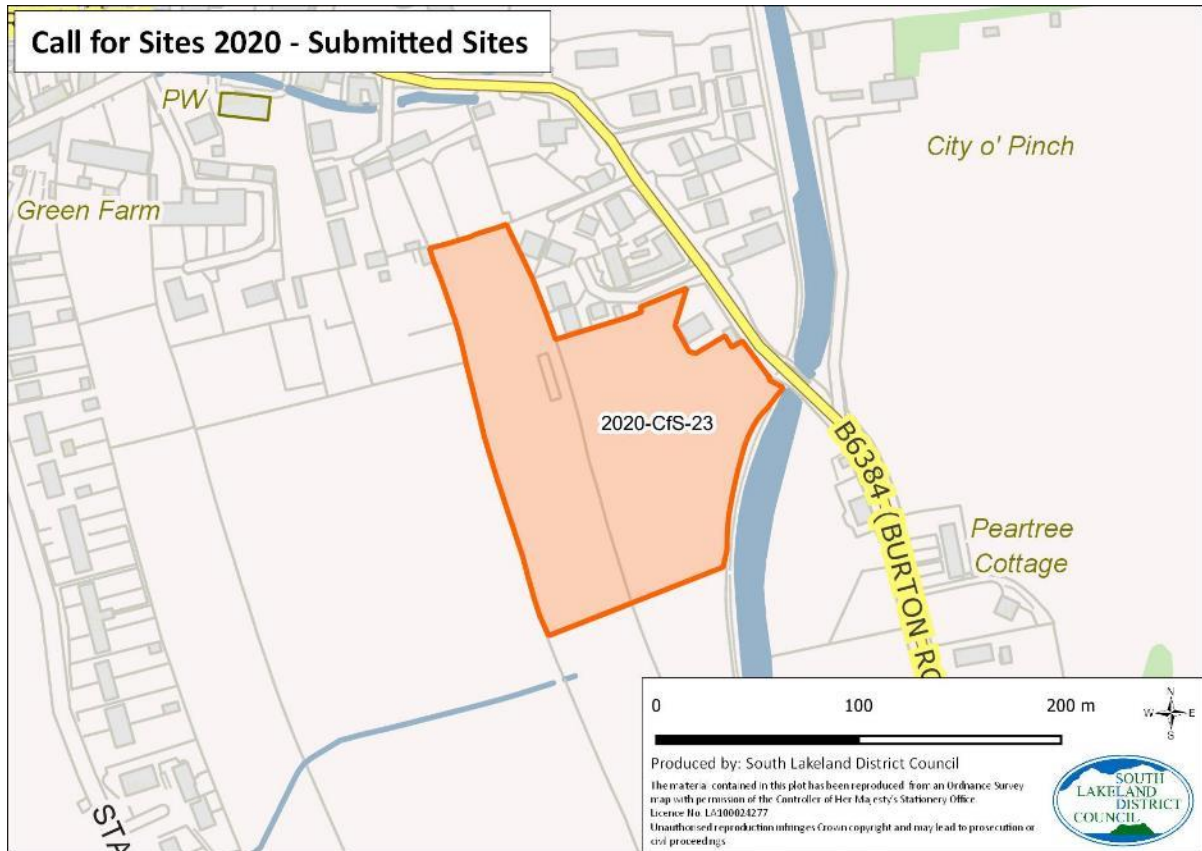 Call for Sites 2020 - Submitted Sites
PW
City o' Pinch
Green Farm
2020-CfS-23
B6384 (BURTON RO
Peartree
Cottage
STA
0 100 200 m
N
W E
S
Produced by: South Lakeland District Council
The material contained in this plot has been reproduced from an Ordnance Survey
map with permission of the Controller of Her Majesty's Stationery Office.
Licence No. LA100024277
Unauthorised reproduction infringes Crown copyright and may lead to prosecution or
civil proceedings
SOUTH
LAKELAND
DISTRICT
COUNCIL